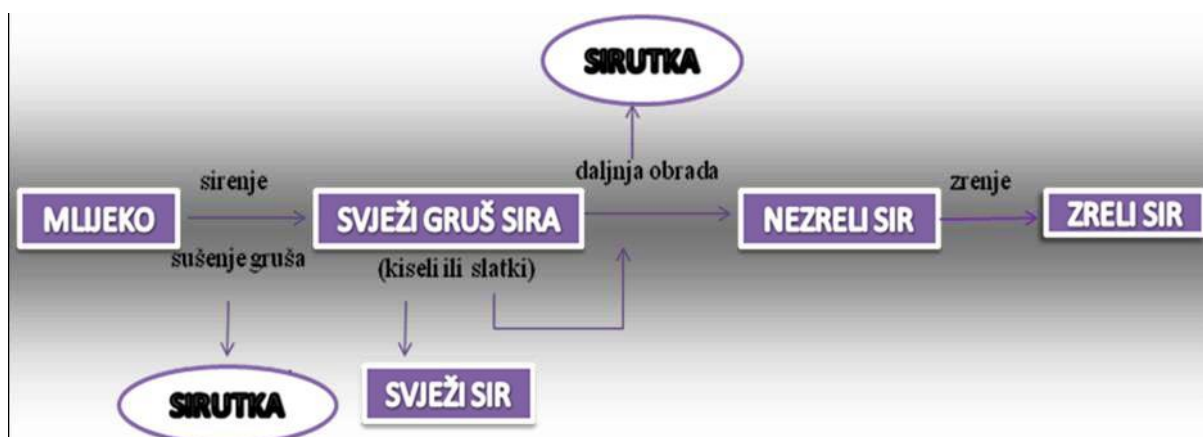 SIRUTKA
daljnja obrada
sirenje
zrenje
MLIJEKO
SVJEŽI GRUŠ SIRA
NEZRELI SIR
ZRELI SIR
sušenje gruša
(kiseli ili slatki)
SIRUTKA
SVJEŽI SIR